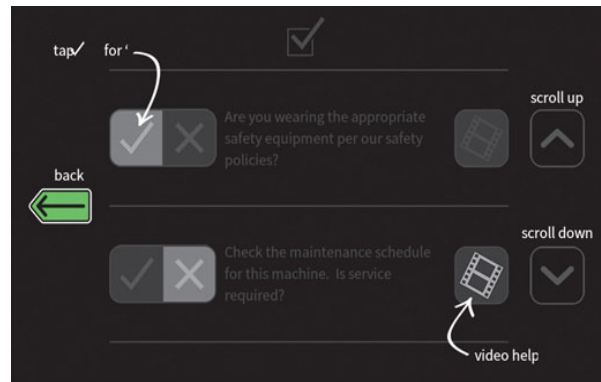 tap✓ for ‘
scroll up
Are you wearing the appropriate
safety equipment per our safety
policies?
back
scroll down
Check the maintenance schedule
for this machine. Is service
required?
video help